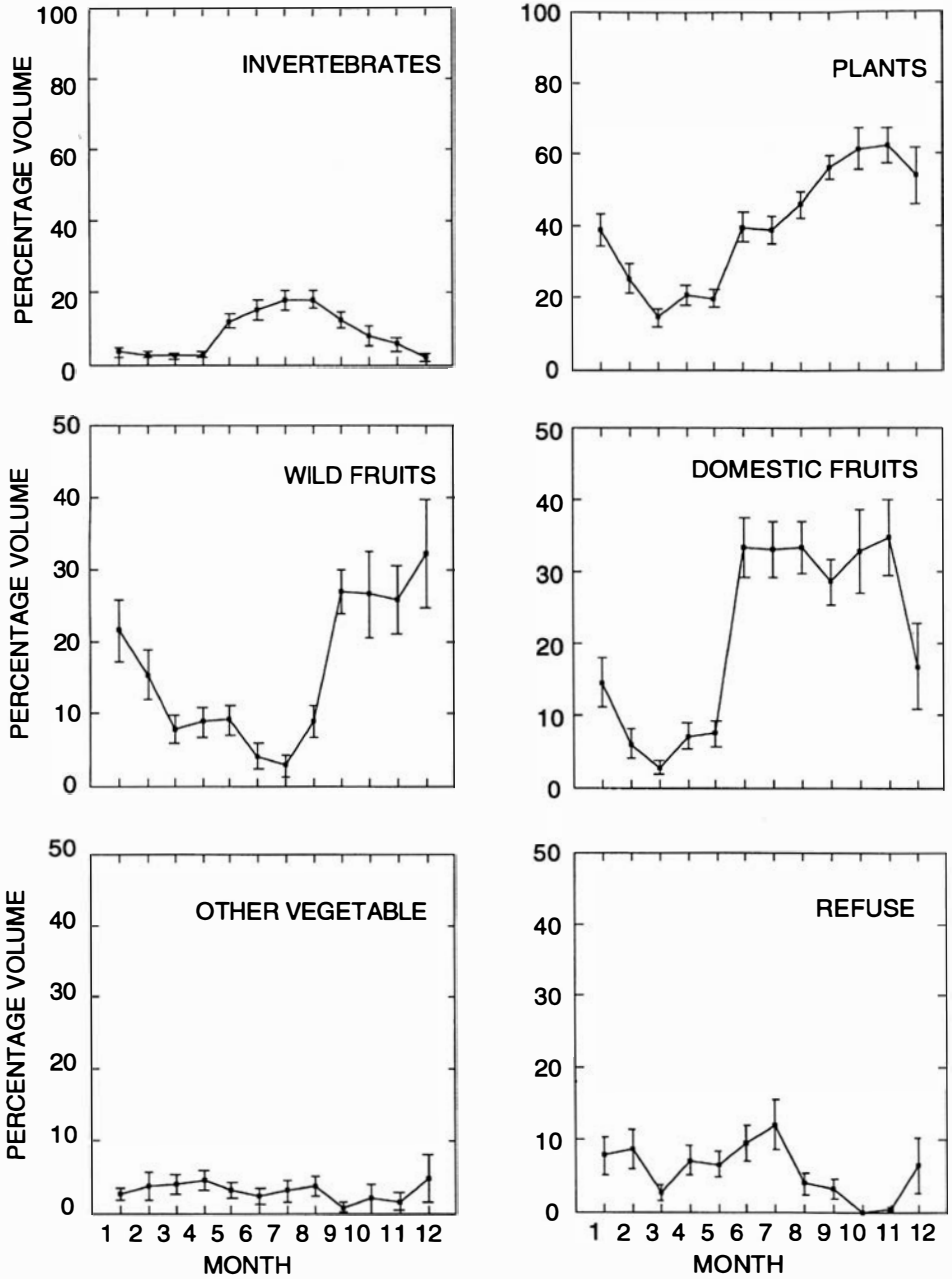 PERCENTAGE VOLUME
100
80
60
40
20
0
INVERTEBRATES
100
80
60
40
20
0
PLANTS
PERCENTAGE VOLUME
50
40
30
20
10
0
WILD FRUITS
50
40
30
20
10
0
DOMESTIC FRUITS
PERCENTAGE VOLUME
50
40
30
20
10
0
OTHER VEGETABLE
1 2 3 4 5 6 7 8 9 10 11 12
MONTH
50
40
30
20
10
0
REFUSE
1 2 3 4 5 6 7 8 9 10 11 12
MONTH